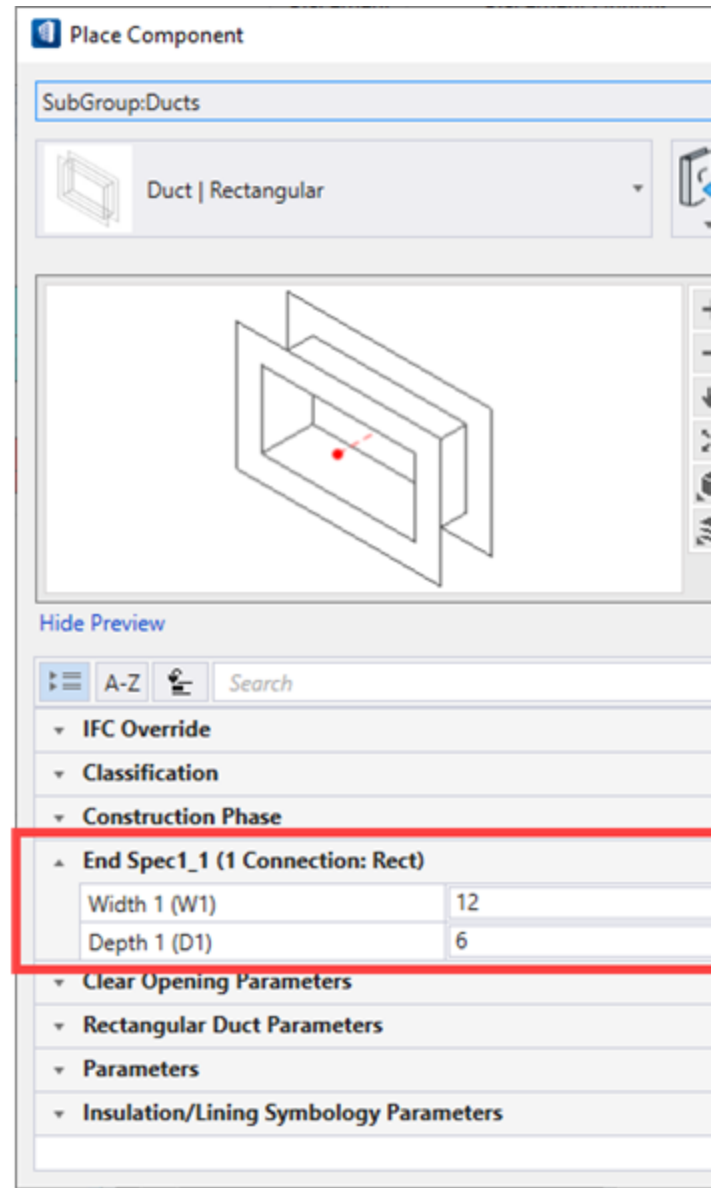 Place Component
SubGroup:Ducts
Duct | Rectangular
Hide Preview
A-Z Search
IFC Override
Classification
Construction Phase
End Spec1_1 (1 Connection: Rect)
Width 1 (W1) 12
Depth 1 (D1) 6
Clear Opening Parameters
Rectangular Duct Parameters
Parameters
Insulation/Lining Symbology Parameters